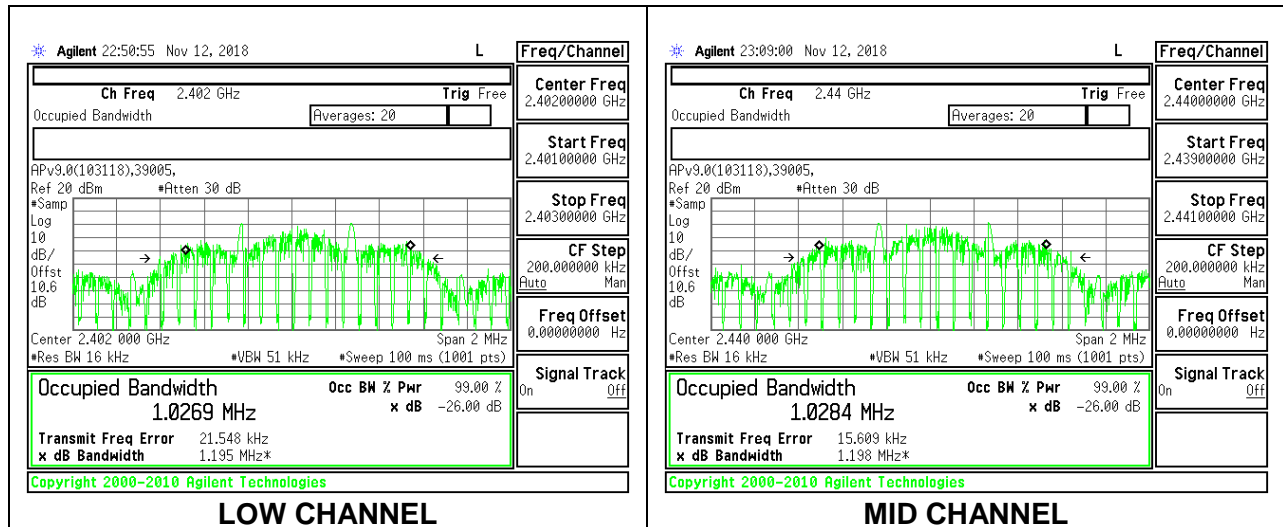 Agilent 22:50:55 Nov 12, 2018 L
Freq/Channel
Ch Freq 2.402 GHz Trig Free
Occupied Bandwidth Averages: 20
APv9.0(103118),39005,
Ref 20 dBm #Atten 30 dB
#Samp
Log
10
dB/
Offst
10.6
dB
Center 2.402 000 GHz Span 2 MHz
#Res BW 16 kHz #VBW 51 kHz #Sweep 100 ms (1001 pts)
Occupied Bandwidth Occ BW % Pwr 99.00 %
1.0269 MHz x dB -26.00 dB
Transmit Freq Error 21.548 kHz
x dB Bandwidth 1.195 MHz*
Copyright 2000-2010 Agilent Technologies
Center Freq
2.40200000 GHz
Start Freq
2.40100000 GHz
Stop Freq
2.40300000 GHz
CF Step
200.000000 kHz
Auto Man
Freq Offset
0.00000000 Hz
Signal Track
On Off
LOW CHANNEL
Agilent 23:09:00 Nov 12, 2018 L
Freq/Channel
Ch Freq 2.44 GHz Trig Free
Occupied Bandwidth Averages: 20
APv9.0(103118),39005,
Ref 20 dBm #Atten 30 dB
#Samp
Log
10
dB/
Offst
10.6
dB
Center 2.440 000 GHz Span 2 MHz
#Res BW 16 kHz #VBW 51 kHz #Sweep 100 ms (1001 pts)
Occupied Bandwidth Occ BW % Pwr 99.00 %
1.0284 MHz x dB -26.00 dB
Transmit Freq Error 15.609 kHz
x dB Bandwidth 1.198 MHz*
Copyright 2000-2010 Agilent Technologies
Center Freq
2.44000000 GHz
Start Freq
2.43900000 GHz
Stop Freq
2.44100000 GHz
CF Step
200.000000 kHz
Auto Man
Freq Offset
0.00000000 Hz
Signal Track
On Off
MID CHANNEL